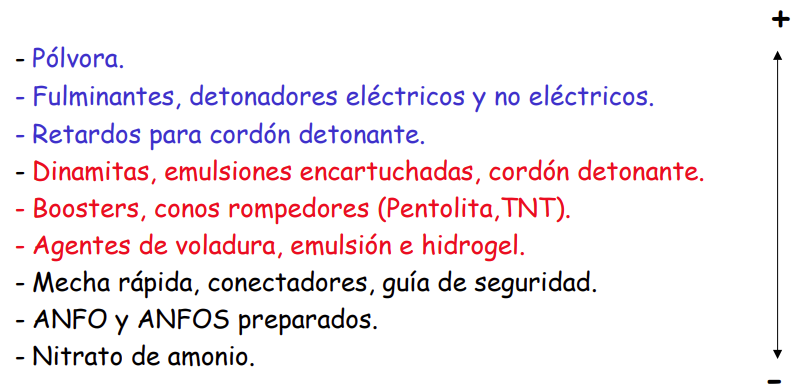 +
- Pólvora.
- Fulminantes, detonadores eléctricos y no eléctricos.
- Retardos para cordón detonante.
- Dinamitas, emulsiones encartuchadas, cordón detonante.
- Boosters, conos rompedores (Pentolita,TNT).
- Agentes de voladura, emulsión e hidrogel.
- Mecha rápida, conectadores, guía de seguridad.
- ANFO y ANFOS preparados.
- Nitrato de amonio.
-